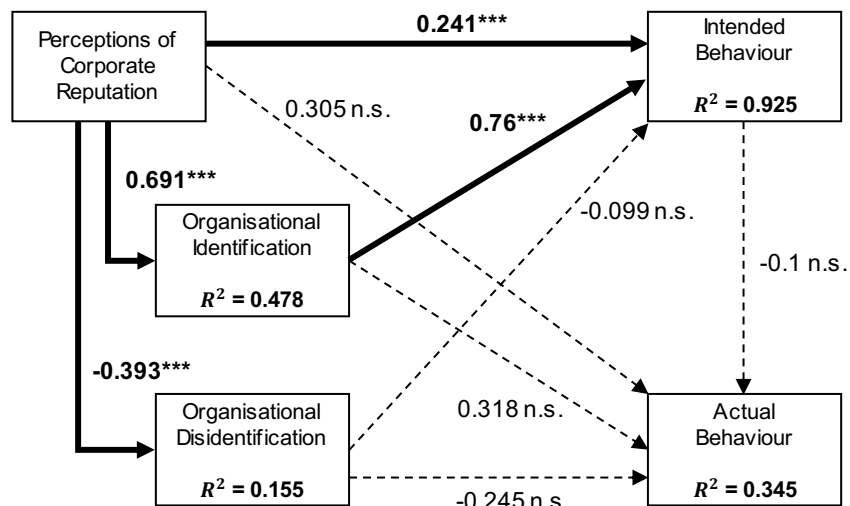 Perceptions of
Corporate
Reputation
0.241***
Intended
Behaviour
R² = 0.925
0.305 n.s.
0.76***
0.691***
Organisational
Identification
R² = 0.478
-0.099 n.s.
-0.1 n.s.
-0.393***
Organisational
Disidentification
R² = 0.155
0.318 n.s.
Actual
Behaviour
R² = 0.345
-0.245 n.s